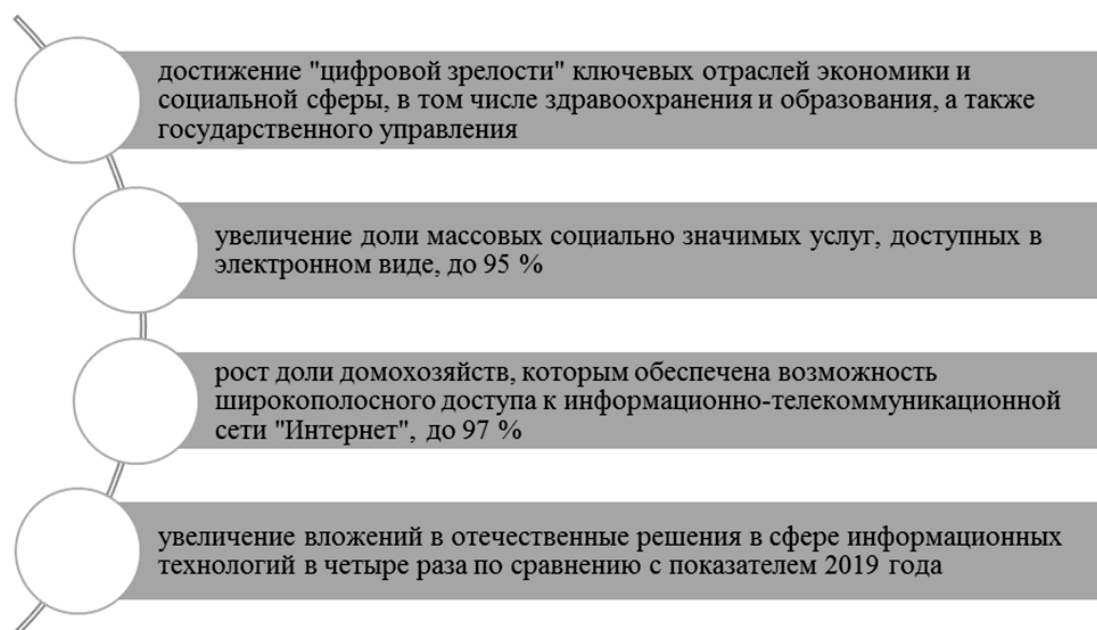 достижение "цифровой зрелости" ключевых отраслей экономики и
социальной сферы, в том числе здравоохранения и образования, а также
государственного управления
увеличение доли массовых социально значимых услуг, доступных в
электронном виде, до 95 %
рост доли домохозяйств, которым обеспечена возможность
широкополосного доступа к информационно-телекоммуникационной
сети "Интернет", до 97 %
увеличение вложений в отечественные решения в сфере информационных
технологий в четыре раза по сравнению с показателем 2019 года